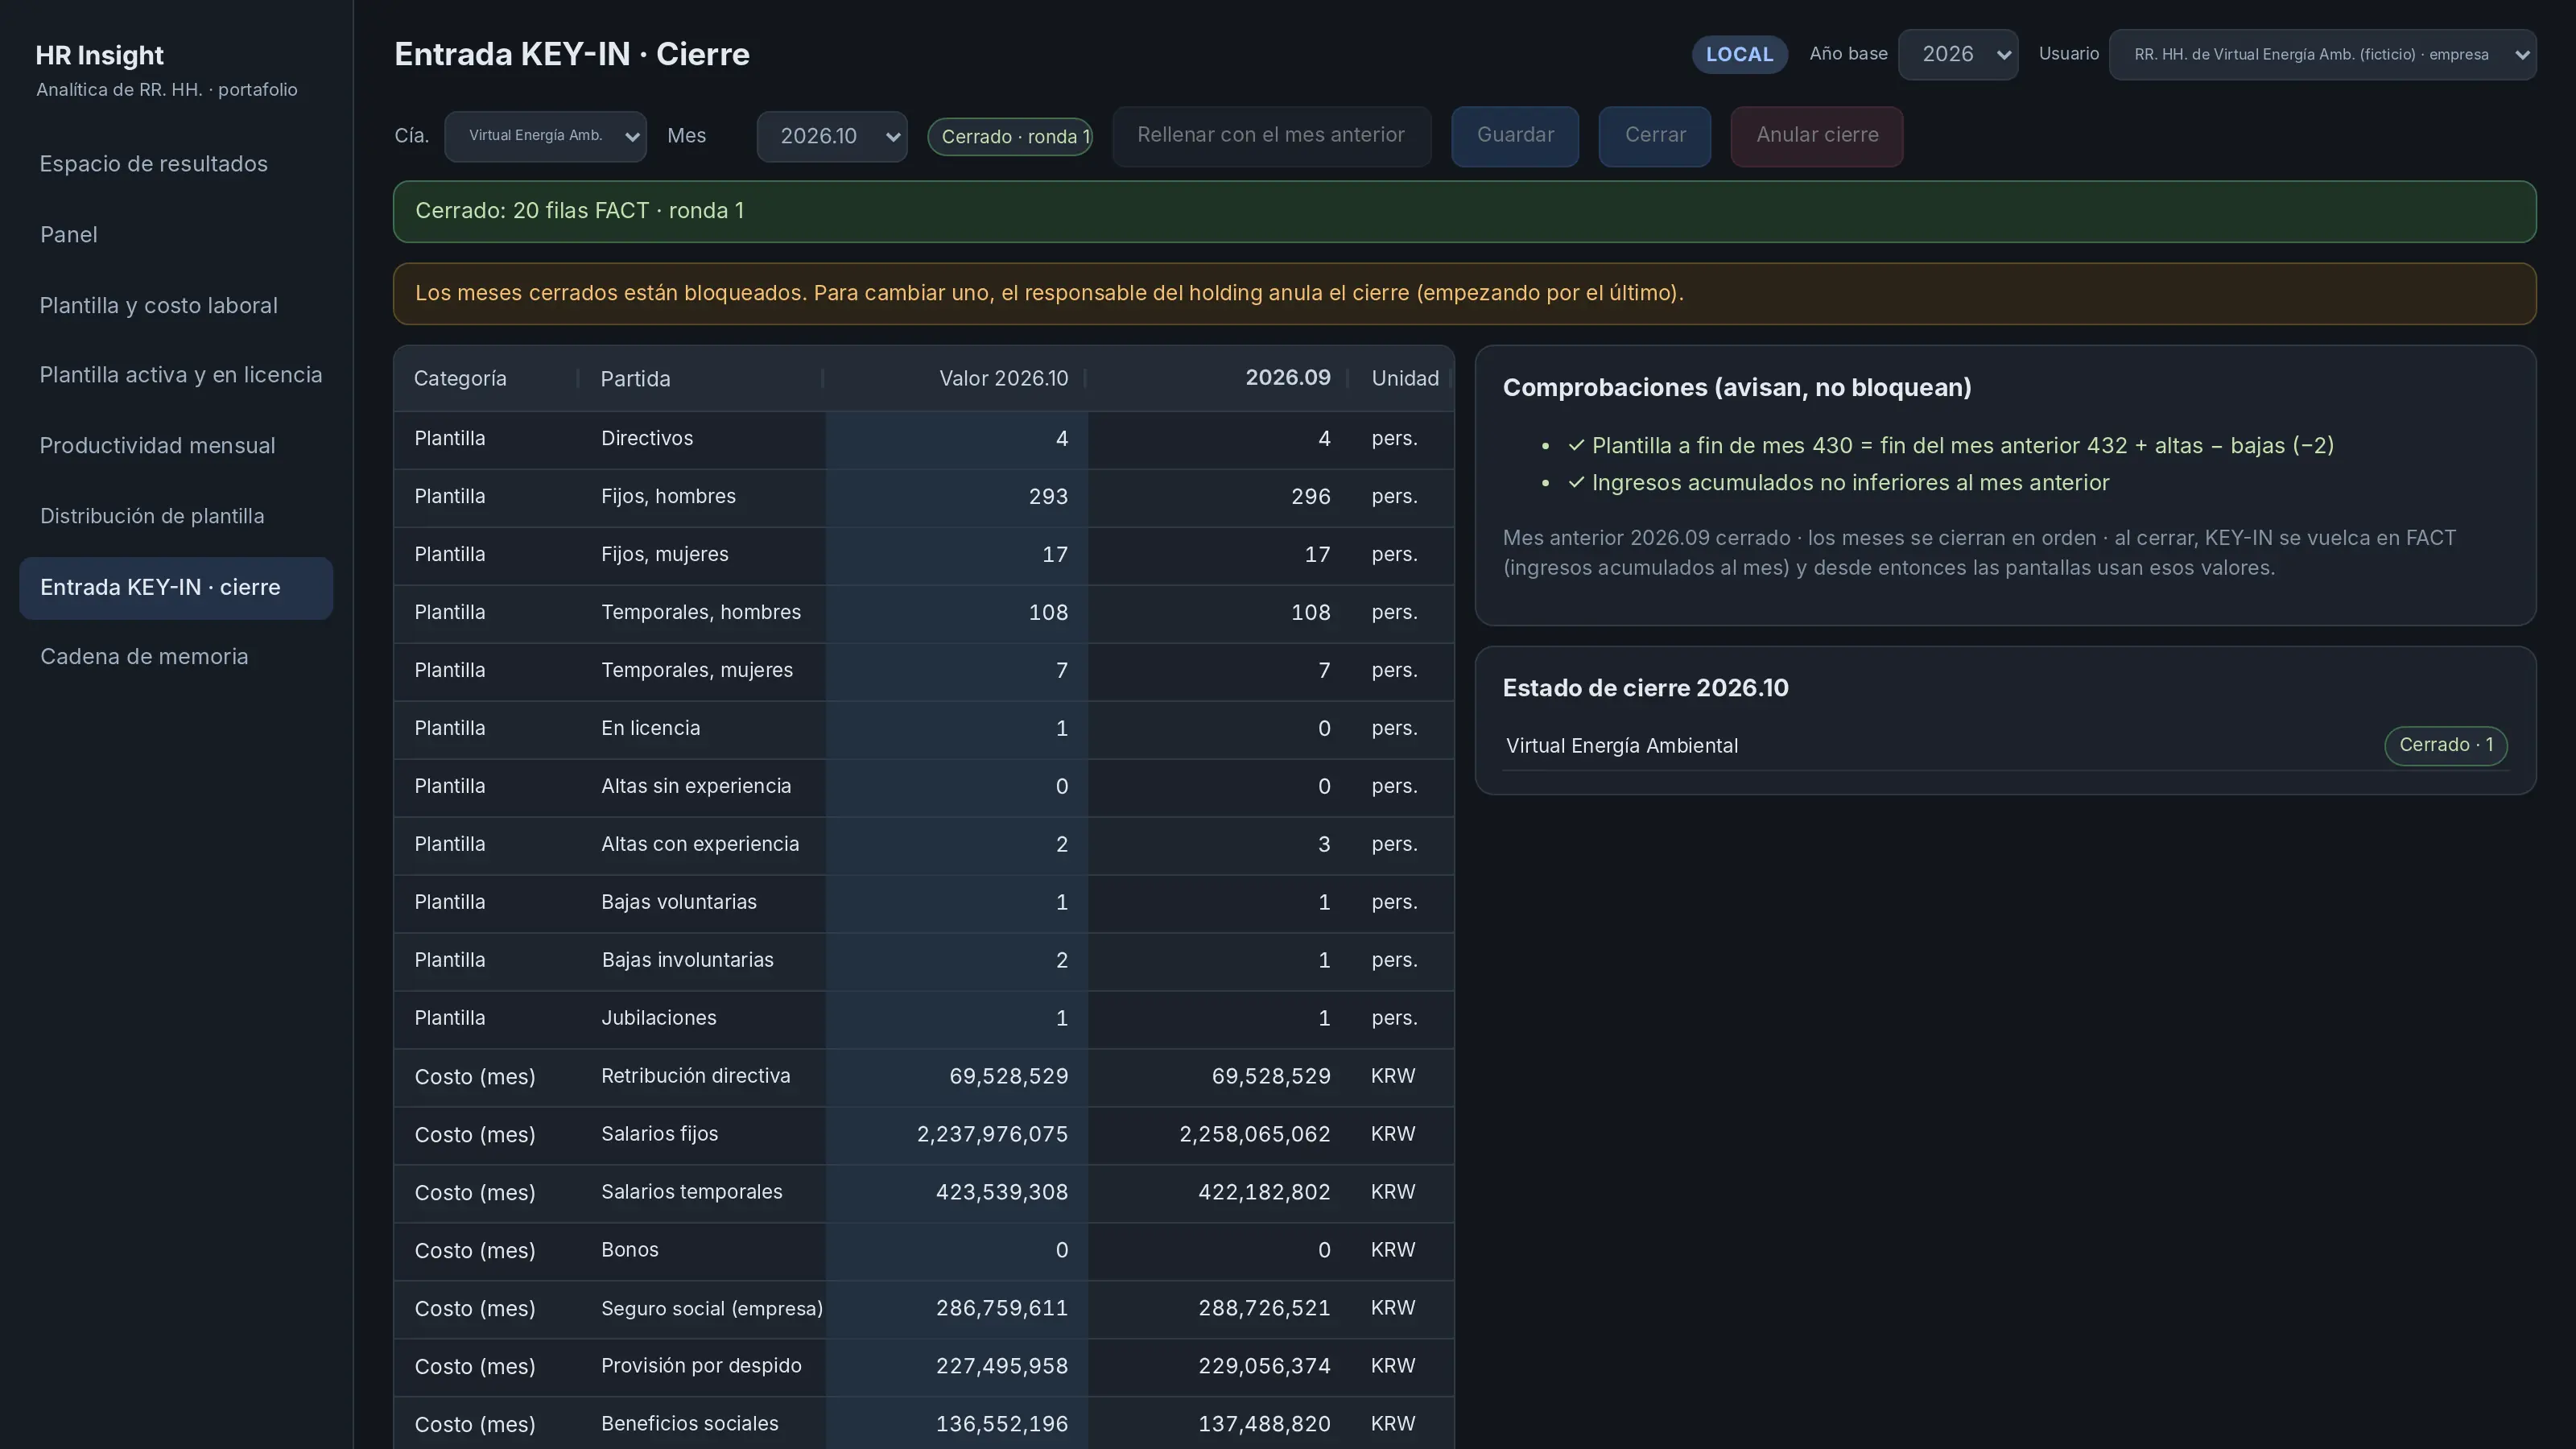 HR Insight
Analítica de RR. HH. · portafolio
Espacio de resultados
Panel
Plantilla y costo laboral
Plantilla activa y en licencia
Productividad mensual
Distribución de plantilla
Entrada KEY-IN · cierre
Cadena de memoria
Entrada KEY-IN · Cierre
LOCAL Año base 2026 Usuario RR. HH. de Virtual Energía Amb. (ficticio) · empresa
Cía. Virtual Energía Amb. Mes 2026.10 Cerrado · ronda 1 Rellenar con el mes anterior Guardar Cerrar Anular cierre
Cerrado: 20 filas FACT · ronda 1
Los meses cerrados están bloqueados. Para cambiar uno, el responsable del holding anula el cierre (empezando por el último).
Categoría Partida Valor 2026.10 2026.09 Unidad
Plantilla Directivos 4 4 pers.
Plantilla Fijos, hombres 293 296 pers.
Plantilla Fijos, mujeres 17 17 pers.
Plantilla Temporales, hombres 108 108 pers.
Plantilla Temporales, mujeres 7 7 pers.
Plantilla En licencia 1 0 pers.
Plantilla Altas sin experiencia 0 0 pers.
Plantilla Altas con experiencia 2 3 pers.
Plantilla Bajas voluntarias 1 1 pers.
Plantilla Bajas involuntarias 2 1 pers.
Plantilla Jubilaciones 1 1 pers.
Costo (mes) Retribución directiva 69,528,529 69,528,529 KRW
Costo (mes) Salarios fijos 2,237,976,075 2,258,065,062 KRW
Costo (mes) Salarios temporales 423,539,308 422,182,802 KRW
Costo (mes) Bonos 0 0 KRW
Costo (mes) Seguro social (empresa) 286,759,611 288,726,521 KRW
Costo (mes) Provisión por despido 227,495,958 229,056,374 KRW
Costo (mes) Beneficios sociales 136,552,196 137,488,820 KRW
Comprobaciones (avisan, no bloquean)
• ✓ Plantilla a fin de mes 430 = fin del mes anterior 432 + altas − bajas (−2)
• ✓ Ingresos acumulados no inferiores al mes anterior
Mes anterior 2026.09 cerrado · los meses se cierran en orden · al cerrar, KEY-IN se vuelca en FACT
(ingresos acumulados al mes) y desde entonces las pantallas usan esos valores.
Estado de cierre 2026.10
Virtual Energía Ambiental Cerrado · 1